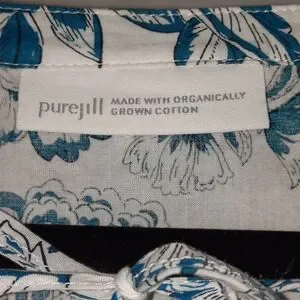 purejill MADE WITH ORGANICALLY
GROWN COTTON